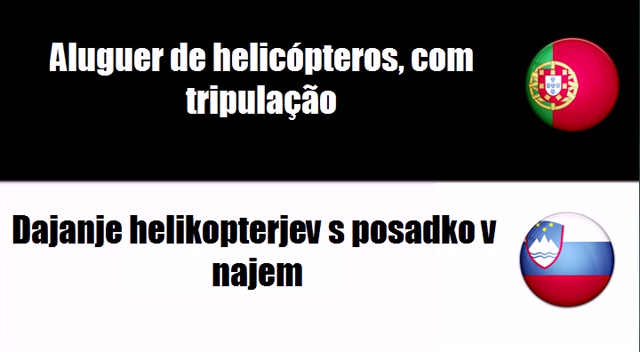 Aluguer de helicópteros, com
tripulação
Dajanje helikopterjev s posadko v
najem